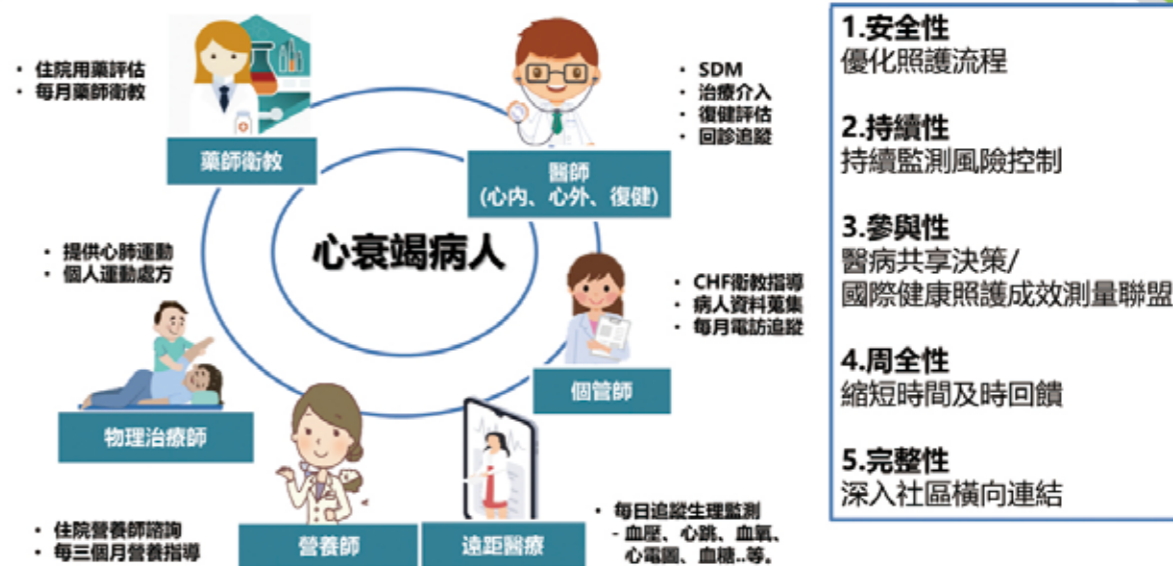 • 住院用藥評估
• 每月藥師衛教
藥師衛教
• SDM
• 治療介入
• 復健評估
• 回診追蹤
醫師
(心內、心外、復健)
心衰竭病人
• 提供心肺運動
• 個人運動處方
物理治療師
• CHF衛教指導
• 病人資料蒐集
• 每月電訪追蹤
個管師
• 住院營養師諮詢
• 每三個月營養指導
營養師
遠距醫療
• 每日追蹤生理監測
- 血壓、心跳、血氧、
心電圖、血糖..等。
1.安全性
優化照護流程
2.持續性
持續監測風險控制
3.參與性
醫病共享決策/
國際健康照護成效測量聯盟
4.周全性
縮短時間及時回饋
5.完整性
深入社區橫向連結